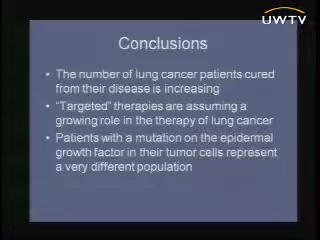 UWTV
Conclusions
• The number of lung cancer patients cured
from their disease is increasing
• “Targeted” therapies are assuming a
growing role in the therapy of lung cancer
• Patients with a mutation on the epidermal
growth factor in their tumor cells represent
a very different population